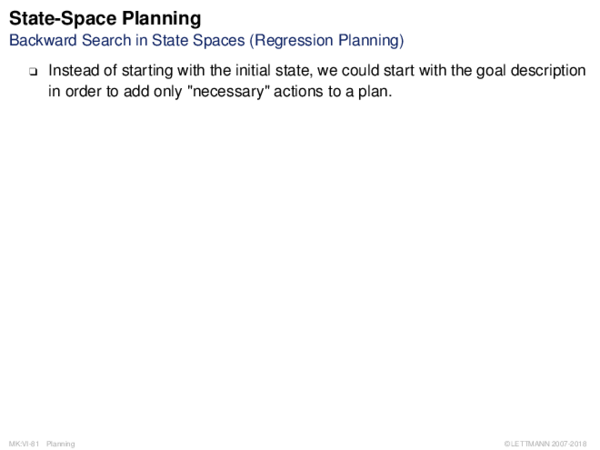 State-Space Planning
Backward Search in State Spaces (Regression Planning)
❑ Instead of starting with the initial state, we could start with the goal description
in order to add only "necessary" actions to a plan.
MK:VI-81 Planning
©LETTMANN 2007-2018